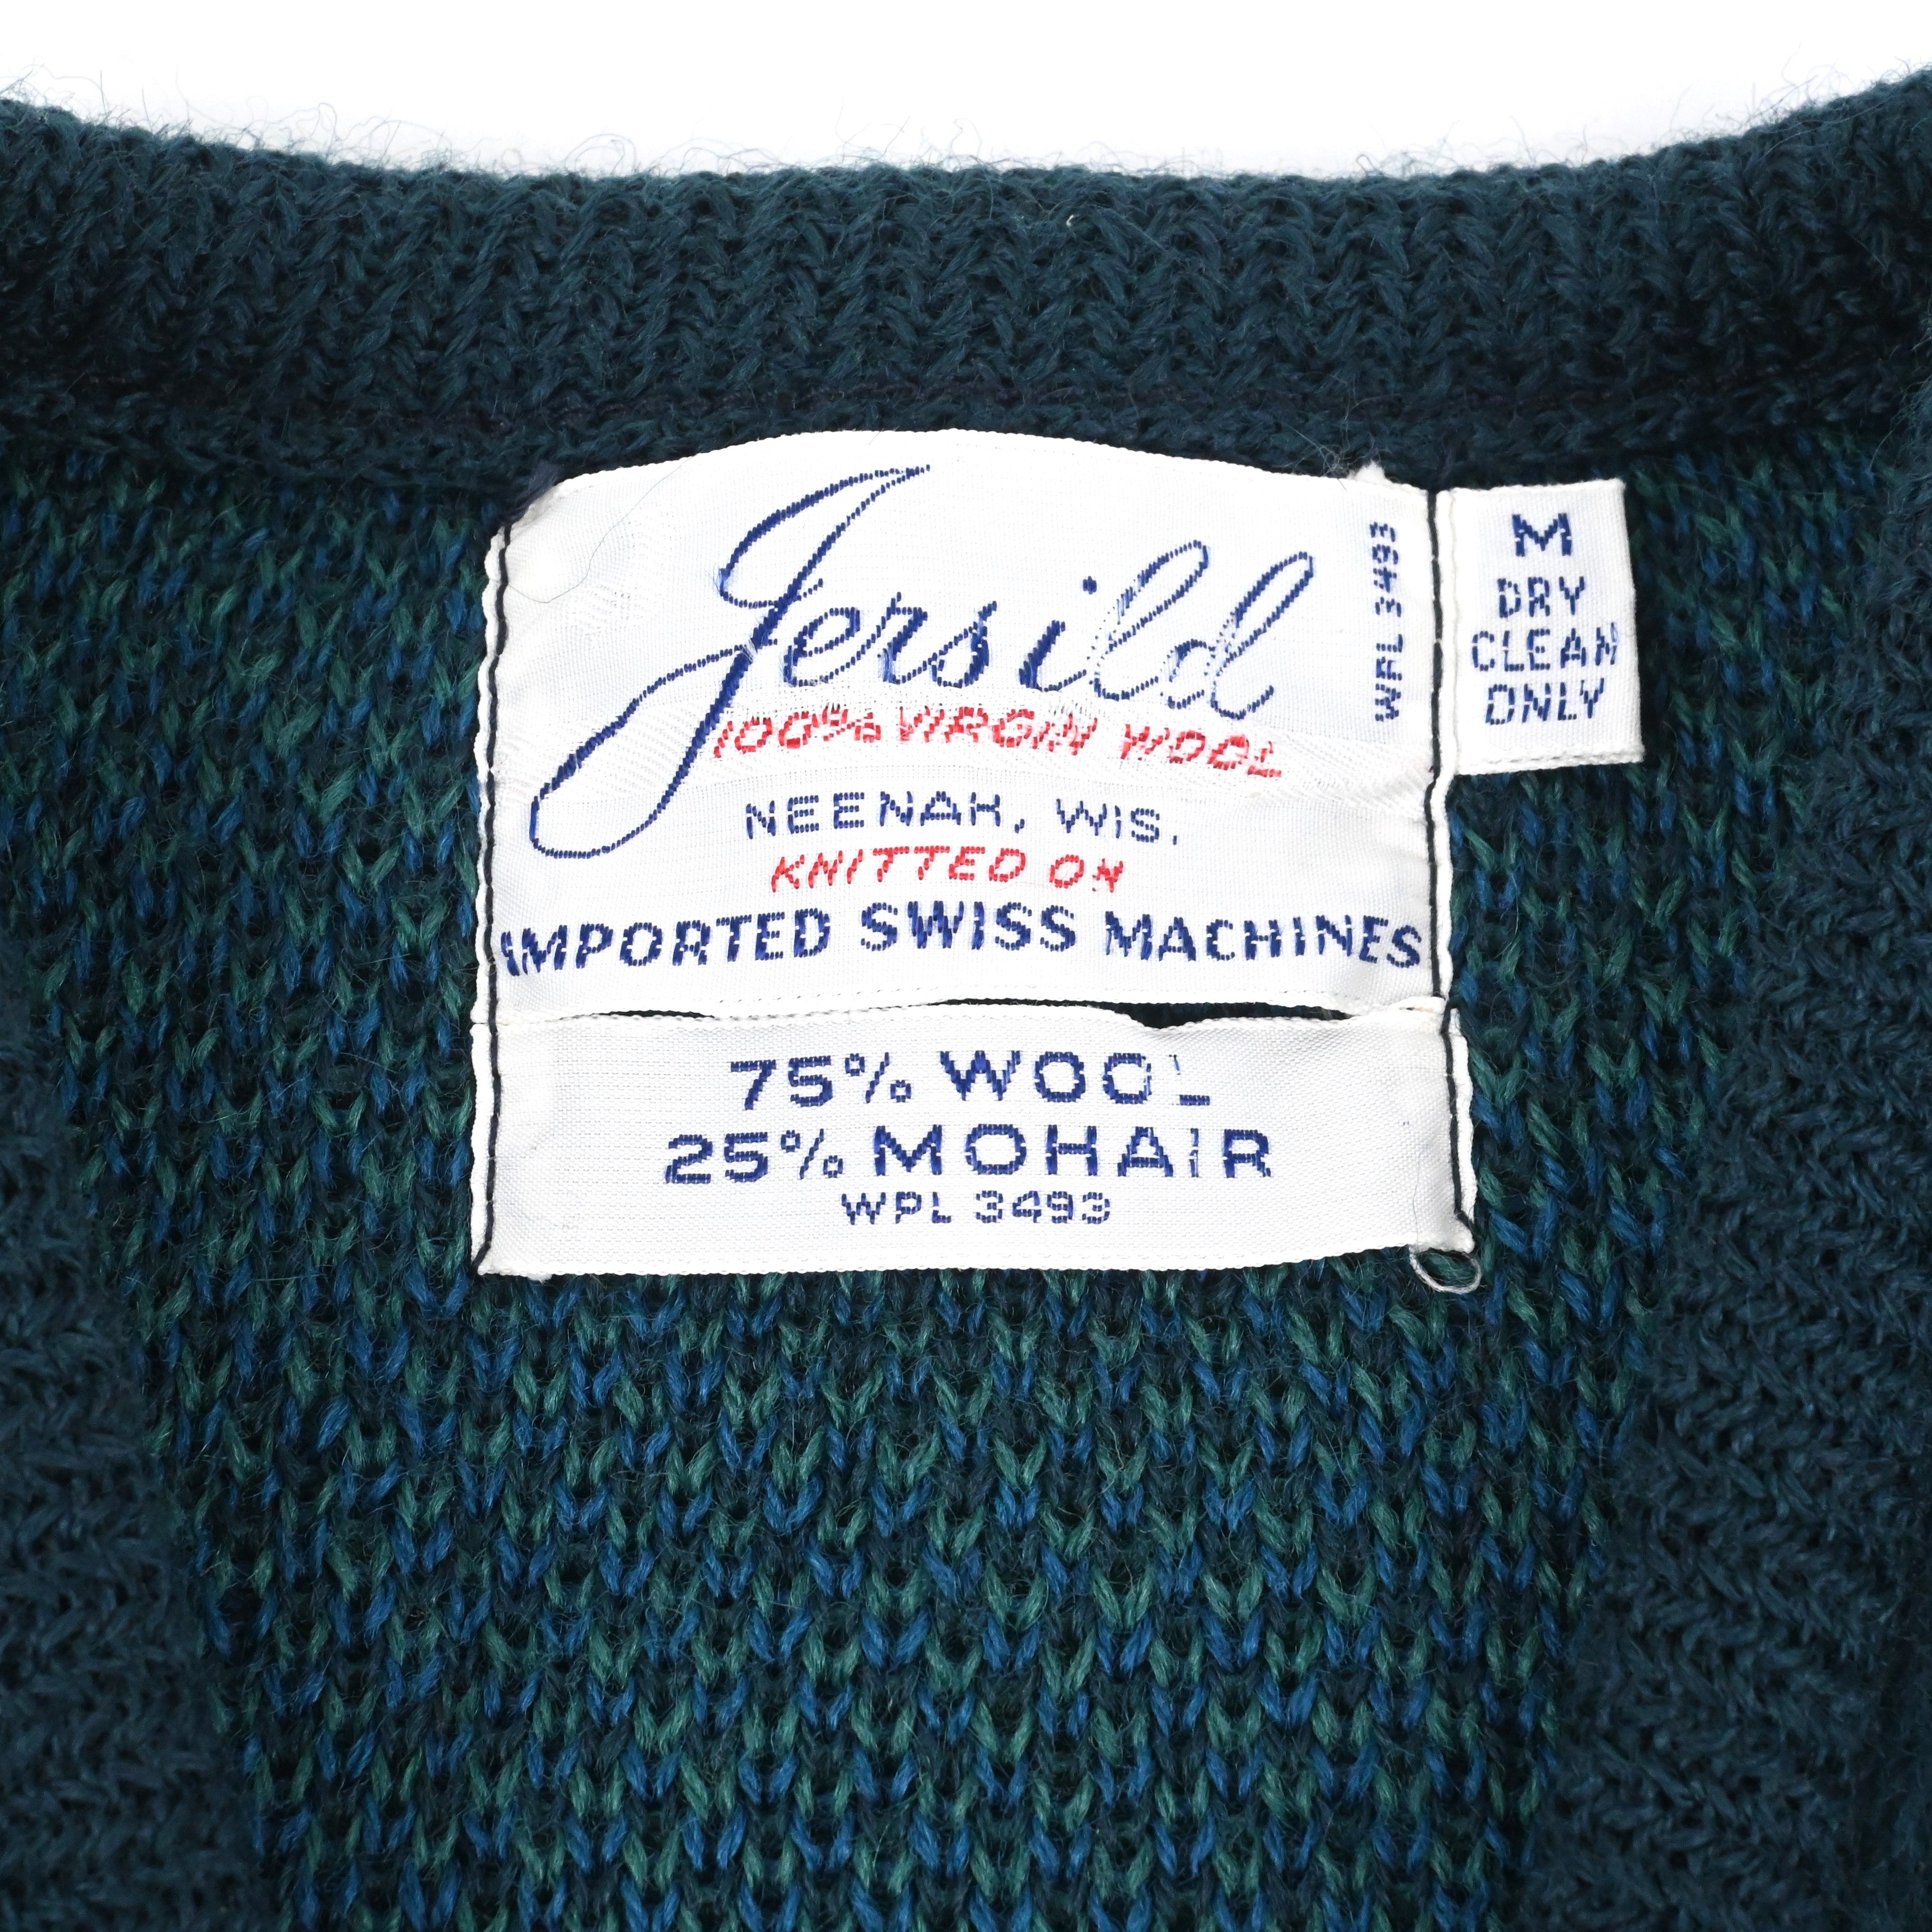 Jersild
100% VIRGIN WOOL
NEENAH, WIS.
KNITTED ON
IMPORTED SWISS MACHINES
WPL 3493
M
DRY
CLEAN
ONLY
75% WOOL
25% MOHAIR
WPL 3493